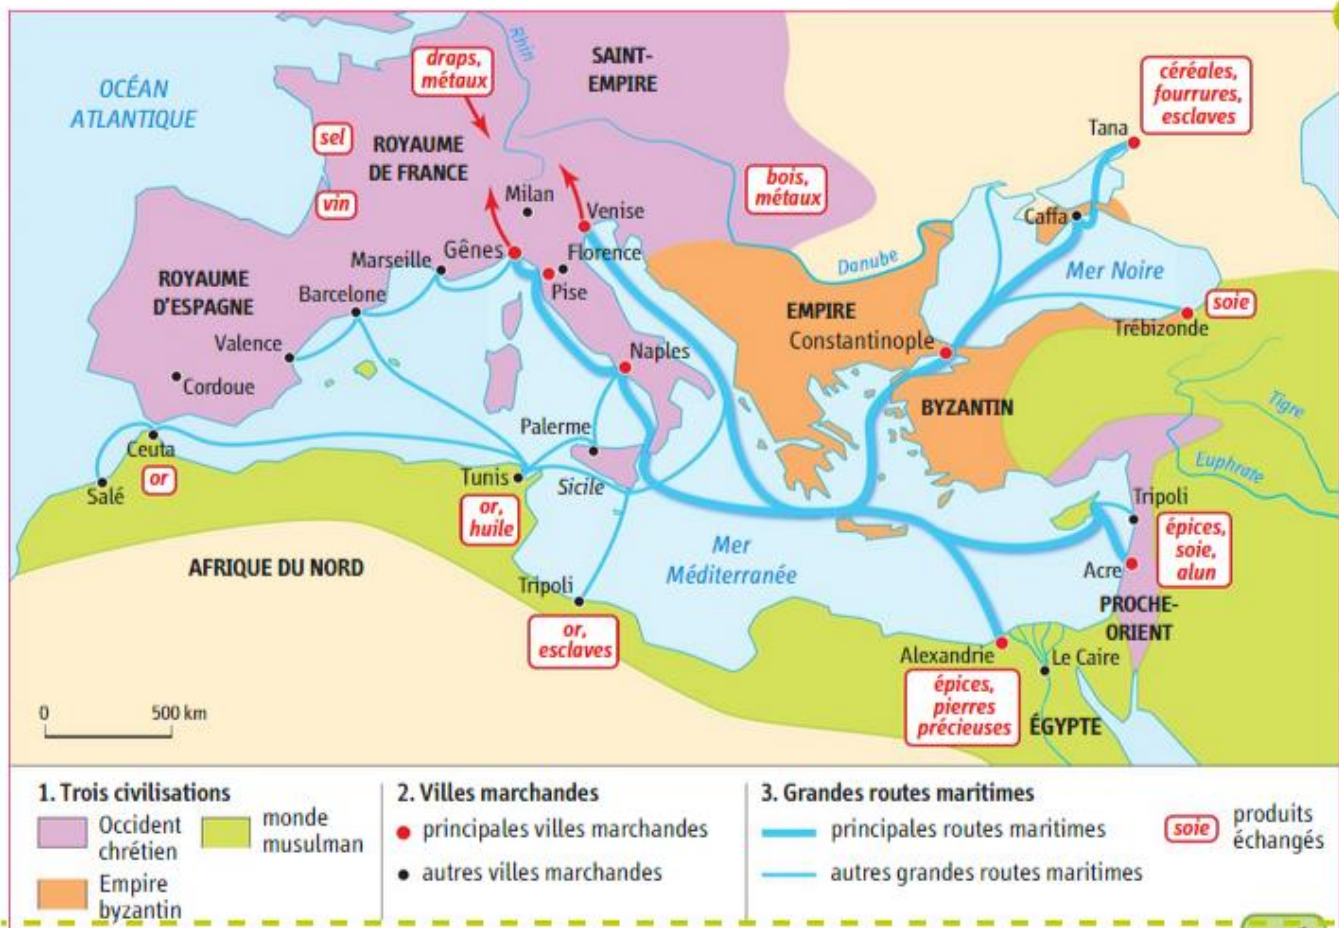 Rhin
draps,
métaux
SAINT-
EMPIRE
OCÉAN
ATLANTIQUE
céréales,
fourrures,
esclaves
Tana
sel
ROYAUME
DE FRANCE
bois,
métaux
vin
Milan
Venise
Caffa
Gênes
Florence
Marseille
Danube
Mer Noire
ROYAUME
D'ESPAGNE
Barcelone
Pise
EMPIRE
soie
Constantinople
Trébizonde
Valence
Naples
Cordoue
BYZANTIN
Tigre
Palerme
Ceuta
Euphrate
or
Salé
Tunis
Sicile
Tripoli
or,
huile
épices,
soie,
alun
Mer
Méditerranée
AFRIQUE DU NORD
Acre
Tripoli
PROCHE-
ORIENT
or,
esclaves
Alexandrie
Le Caire
épices,
pierres
précieuses
ÉGYPTE
0 500 km
1. Trois civilisations
Occident
chrétien
monde
musulman
Empire
byzantin
2. Villes marchandes
principales villes marchandes
autres villes marchandes
3. Grandes routes maritimes
principales routes maritimes
autres grandes routes maritimes
soie
produits
échangés